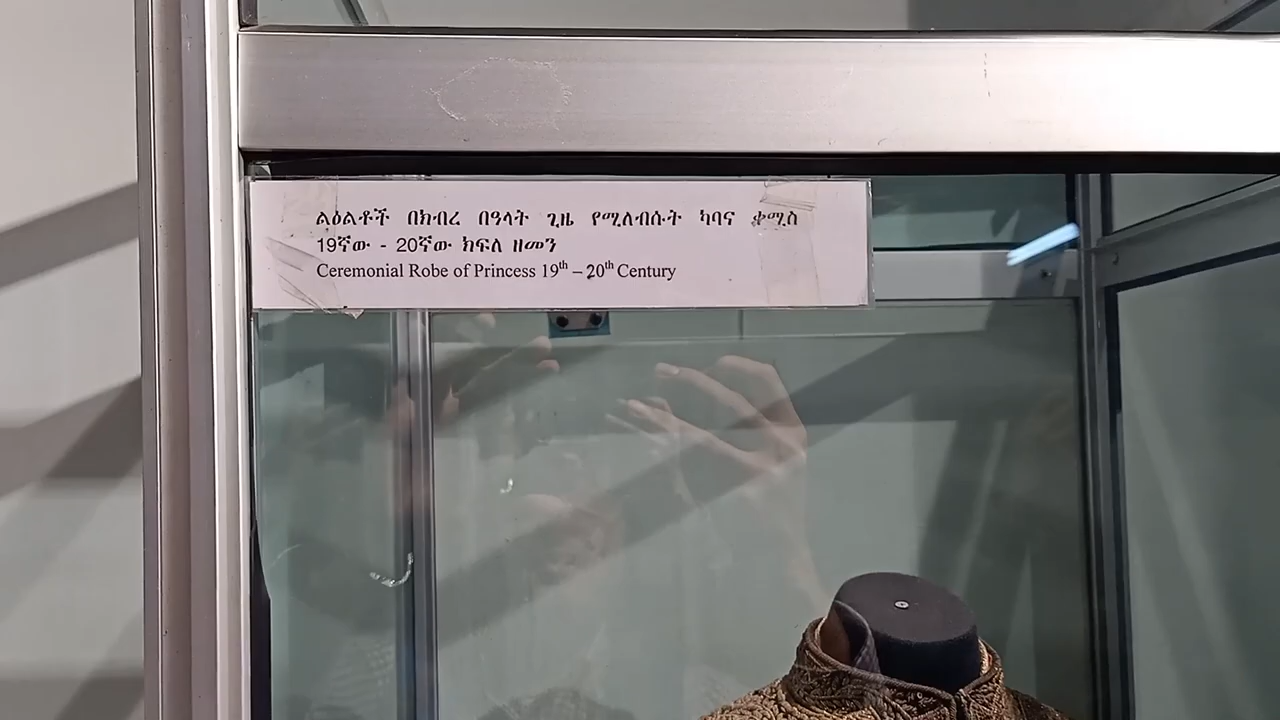 ልዕልቶች በክብረ በዓላት ጊዜ የሚለብሱት ካባና ቀሚስ
19ኛው - 20ኛው ክፍለ ዘመን
Ceremonial Robe of Princess 19th – 20th Century